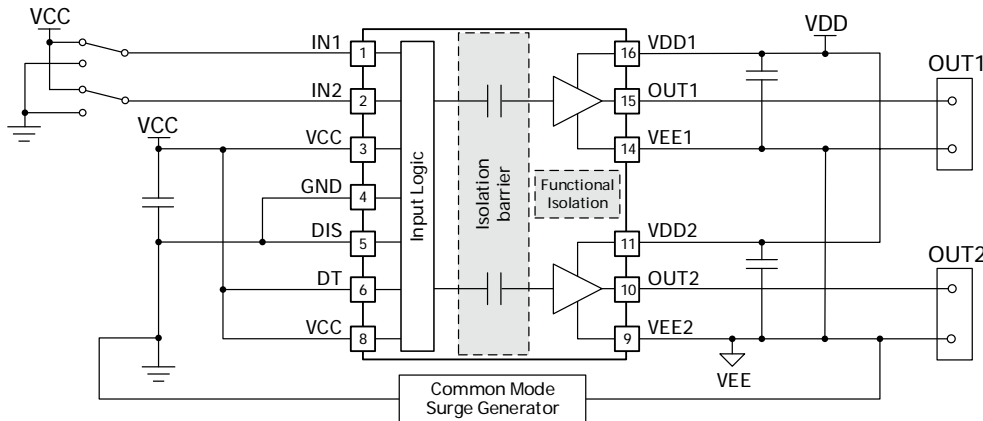 VCC
IN1
1
IN2
2
VCC
VCC
3
GND
4
DIS
5
DT
6
VCC
8
Input Logic
Isolation
barrier
Functional
Isolation
16
VDD1
VDD
15
OUT1
OUT1
14
VEE1
11
VDD2
OUT2
10
OUT2
9
VEE2
VEE
Common Mode
Surge Generator